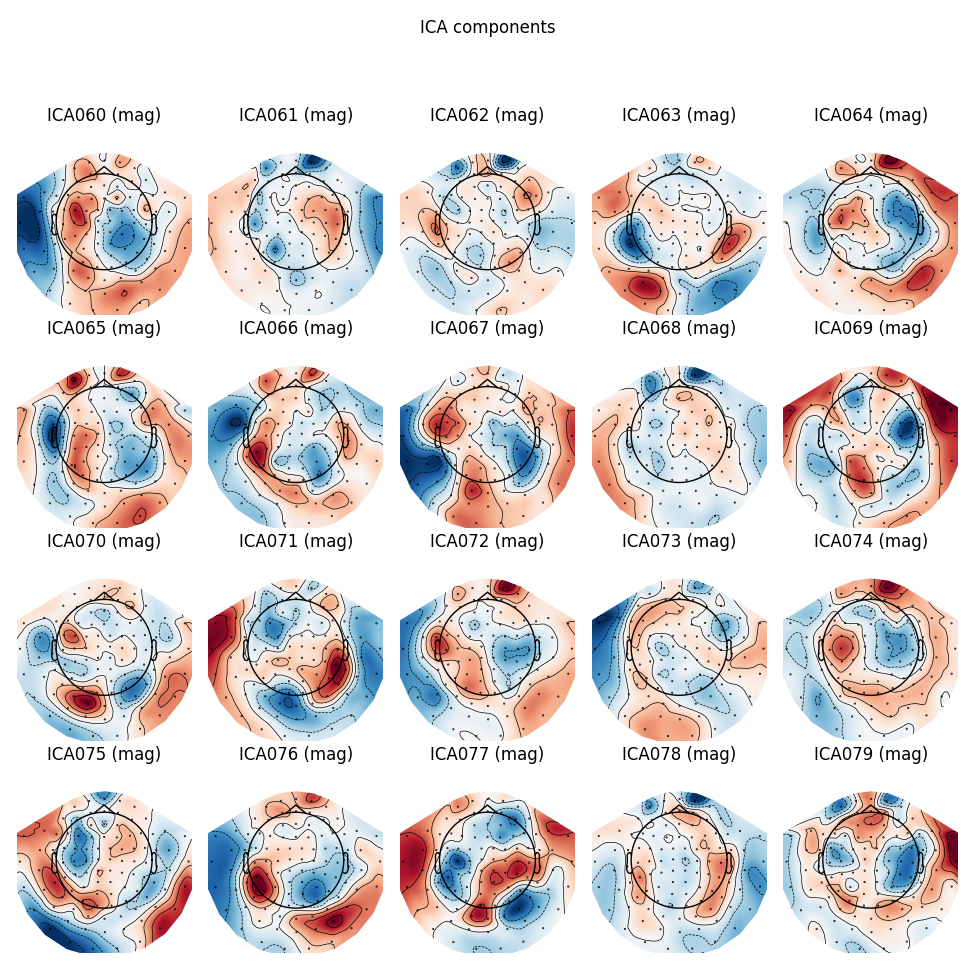 ICA components
ICA060 (mag) ICA061 (mag) ICA062 (mag) ICA063 (mag) ICA064 (mag)
ICA065 (mag) ICA066 (mag) ICA067 (mag) ICA068 (mag) ICA069 (mag)
ICA070 (mag) ICA071 (mag) ICA072 (mag) ICA073 (mag) ICA074 (mag)
ICA075 (mag) ICA076 (mag) ICA077 (mag) ICA078 (mag) ICA079 (mag)